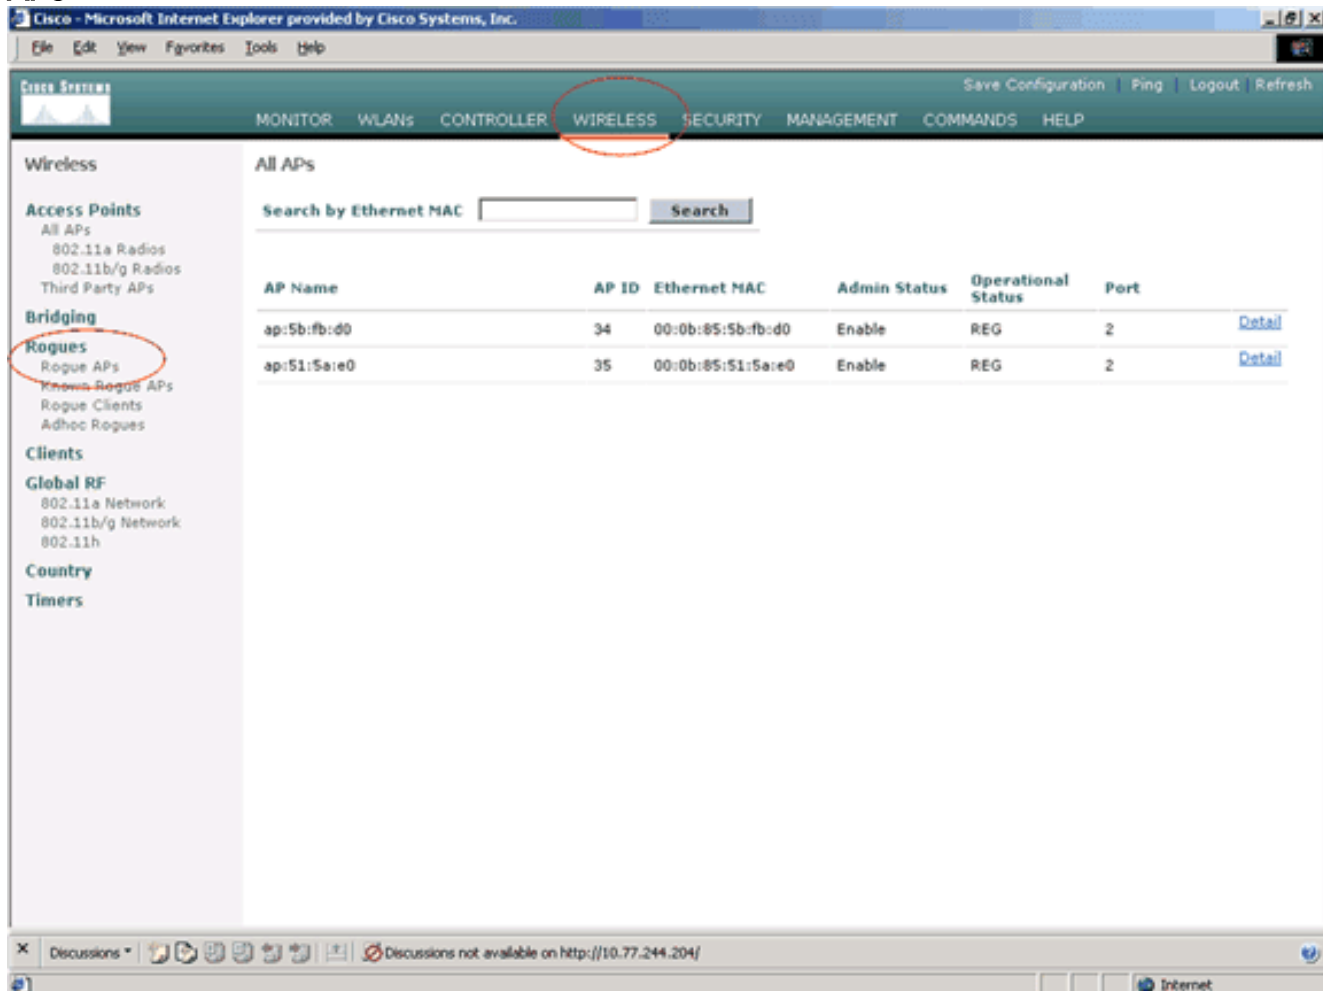 Cisco - Microsoft Internet Explorer provided by Cisco Systems, Inc.
File Edit View Favorites Tools Help
CISCO SYSTEMS
Save Configuration | Ping | Logout | Refresh
MONITOR WLANs CONTROLLER WIRELESS SECURITY MANAGEMENT COMMANDS HELP
Wireless
Access Points
All APs
802.11a Radios
802.11b/g Radios
Third Party APs
Bridging
Rogues
Rogue APs
Known Rogue APs
Rogue Clients
Adhoc Rogues
Clients
Global RF
802.11a Network
802.11b/g Network
802.11h
Country
Timers
All APs
Search by Ethernet MAC Search
AP Name AP ID Ethernet MAC Admin Status Operational Status Port
ap:5b:fb:d0 34 00:0b:85:5b:fb:d0 Enable REG 2 Detail
ap:51:5a:e0 35 00:0b:85:51:5a:e0 Enable REG 2 Detail
Discussions Discussions not available on http://10.77.244.204/
Internet